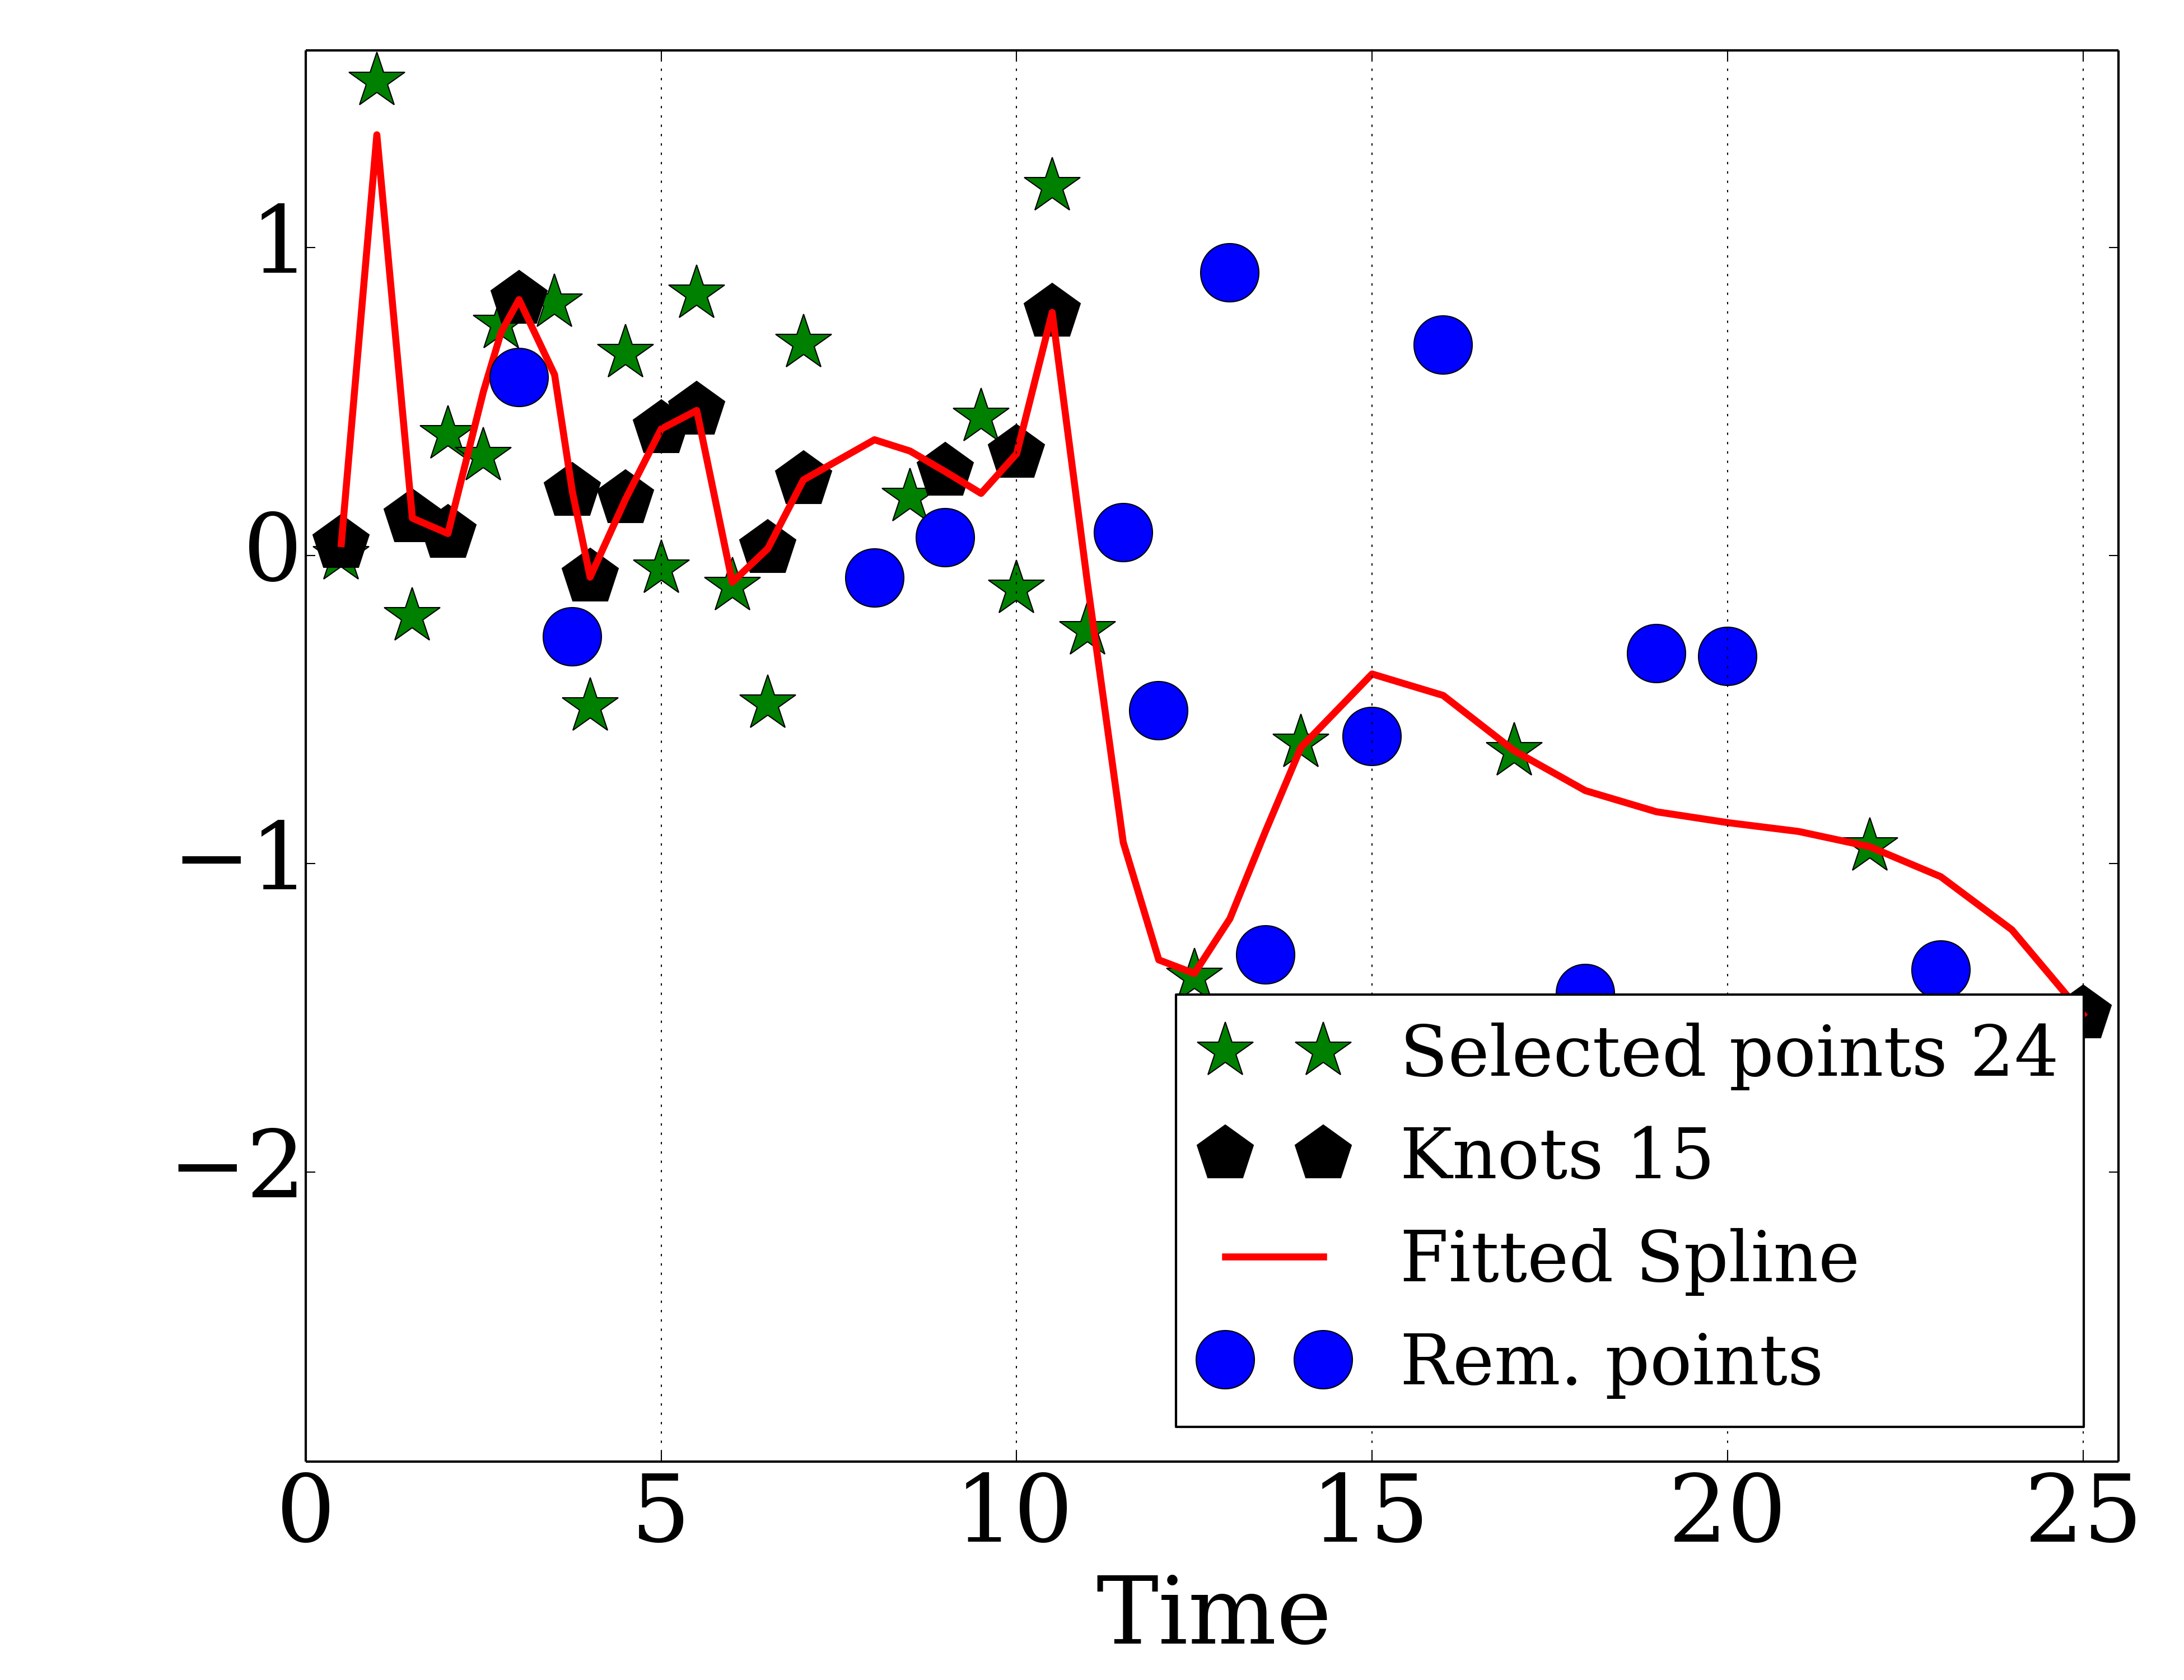 1
0
−1
−2
0 5 10 15 20 25
Time
Selected points 24
Knots 15
Fitted Spline
Rem. points